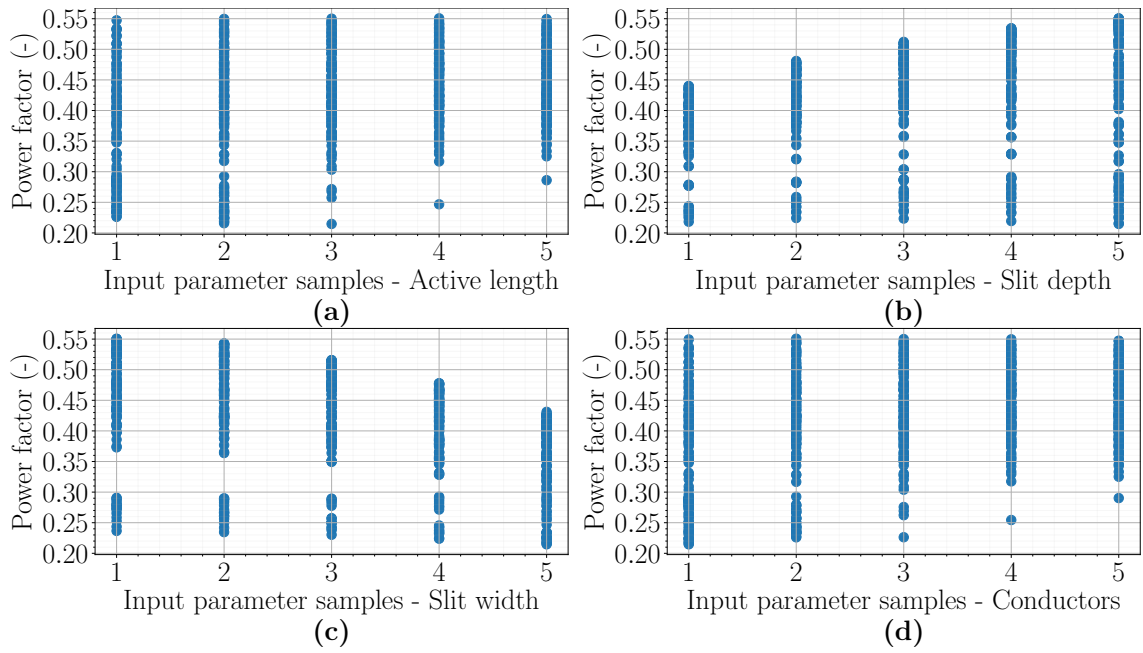 0.55
0.50
0.45
0.40
0.35
0.30
0.25
0.20
Power factor (-)
1 2 3 4 5
Input parameter samples - Active length
(a)
0.55
0.50
0.45
0.40
0.35
0.30
0.25
0.20
Power factor (-)
1 2 3 4 5
Input parameter samples - Slit depth
(b)
0.55
0.50
0.45
0.40
0.35
0.30
0.25
0.20
Power factor (-)
1 2 3 4 5
Input parameter samples - Slit width
(c)
0.55
0.50
0.45
0.40
0.35
0.30
0.25
0.20
Power factor (-)
1 2 3 4 5
Input parameter samples - Conductors
(d)